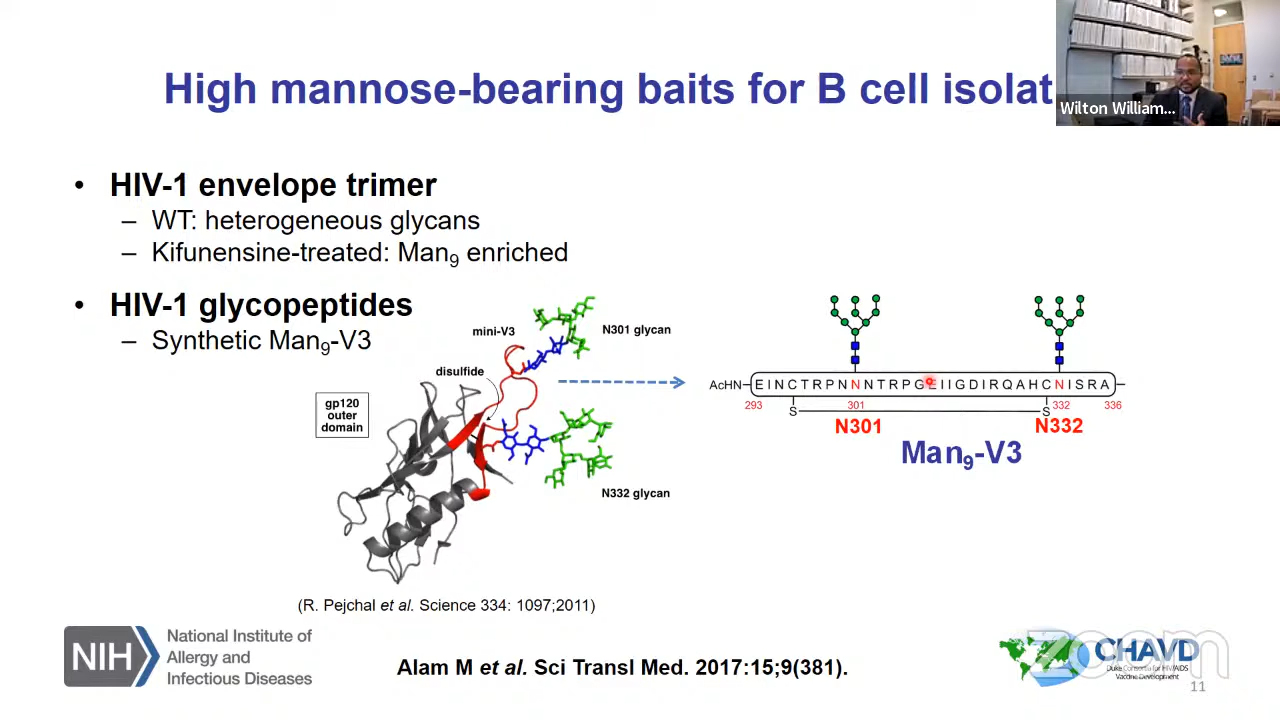 High mannose-bearing baits for B cell isolat
Wilton William...
• HIV-1 envelope trimer
– WT: heterogeneous glycans
– Kifunensine-treated: Man9 enriched
• HIV-1 glycopeptides
– Synthetic Man9-V3
mini-V3
N301 glycan
disulfide
gp120
outer
domain
N332 glycan
AcHN
EINCTRPNNNTRPGEIIGDIRQAHCNISRA
293
S
301
S
332
336
N301
N332
Man9-V3
(R. Pejchal et al. Science 334: 1097;2011)
NIH
National Institute of
Allergy and
Infectious Diseases
Alam M et al. Sci Transl Med. 2017:15;9(381).
CHAVD
Duke Consortium for HIV/AIDS
Vaccine Development
zoom
11